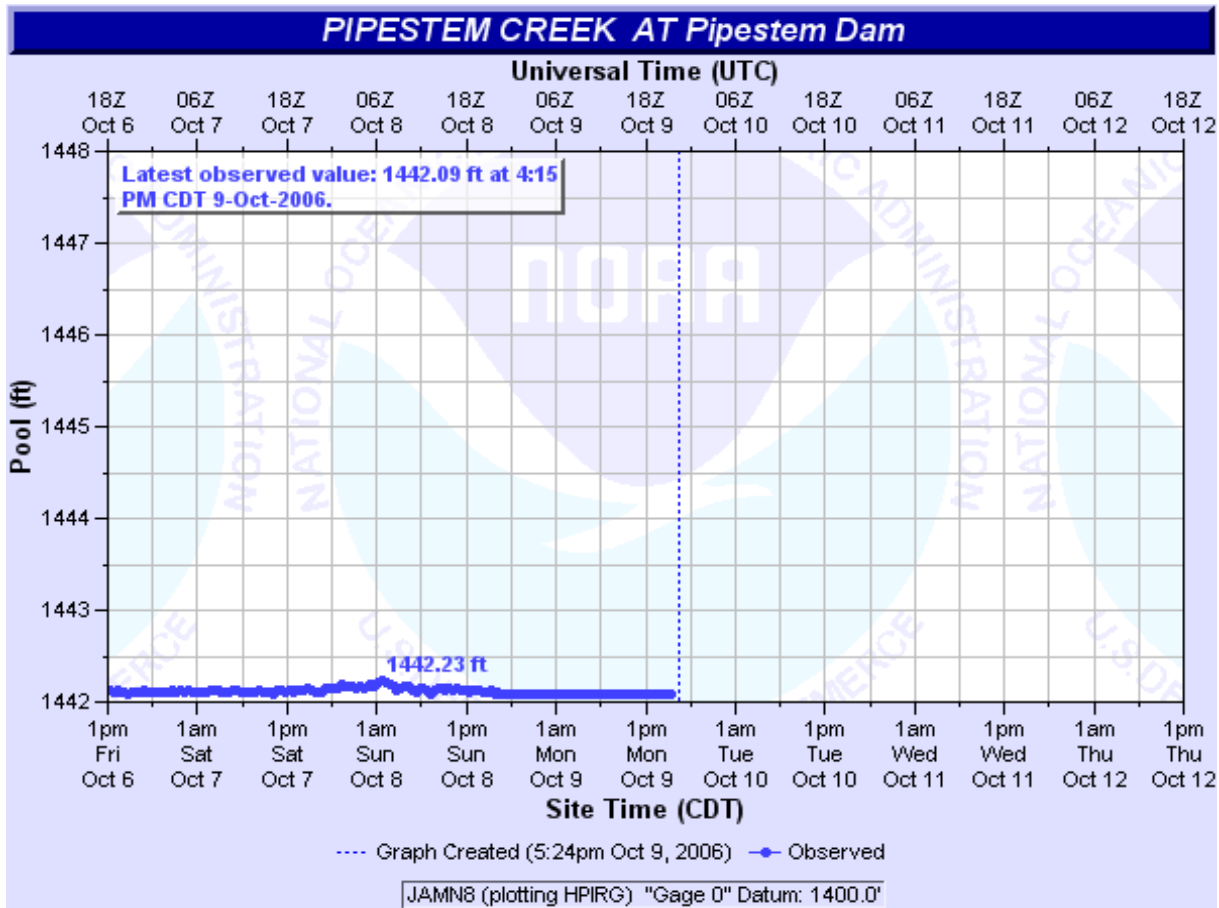 PIPESTEM CREEK AT Pipestem Dam
Universal Time (UTC)
18Z 06Z 18Z 06Z 18Z 06Z 18Z 06Z 18Z 06Z 18Z 06Z 18Z
Oct 6 Oct 7 Oct 7 Oct 8 Oct 8 Oct 9 Oct 9 Oct 10 Oct 10 Oct 11 Oct 11 Oct 12 Oct 12
Latest observed value: 1442.09 ft at 4:15
PM CDT 9-Oct-2006.
Pool (ft)
1448
1447
1446
1445
1444
1443
1442
NOAA
NATIONAL OCEANIC
NATIONAL OCEANIC
U.S.DE
1442.23 ft
1pm 1am 1pm 1am 1pm 1am 1pm 1am 1pm 1am 1pm 1am 1pm
Fri Sat Sat Sun Sun Mon Mon Tue Tue Wed Wed Thu Thu
Oct 6 Oct 7 Oct 7 Oct 8 Oct 8 Oct 9 Oct 9 Oct 10 Oct 10 Oct 11 Oct 11 Oct 12 Oct 12
Site Time (CDT)
Graph Created (5:24pm Oct 9, 2006) Observed
JAMN8 (plotting HPIRG) "Gage 0" Datum: 1400.0'